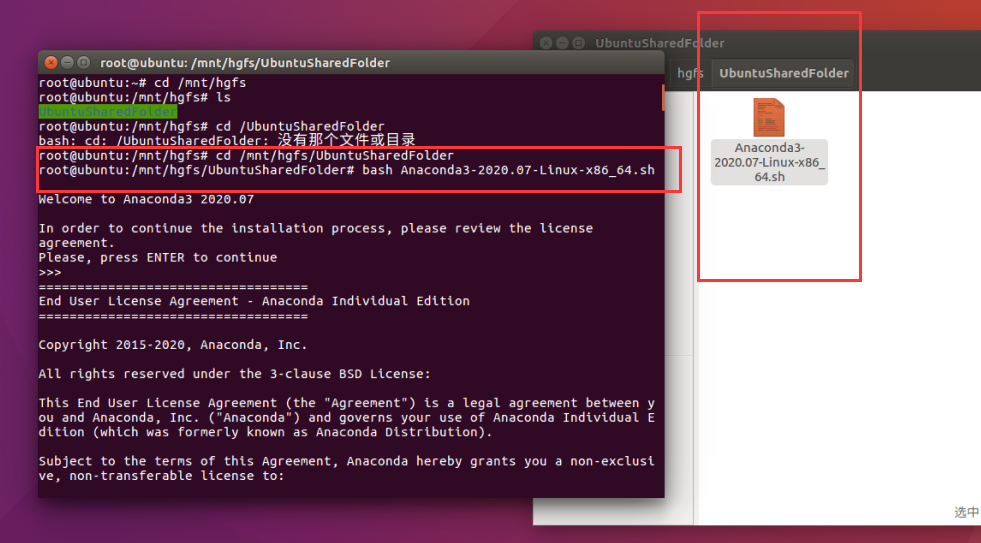 root@ubuntu: /mnt/hgfs/UbuntuSharedFolder
root@ubuntu:~# cd /mnt/hgfs
root@ubuntu:/mnt/hgfs# ls
UbuntuSharedFolder
root@ubuntu:/mnt/hgfs# cd /UbuntuSharedFolder
bash: cd: /UbuntuSharedFolder: 没有那个文件或目录
root@ubuntu:/mnt/hgfs# cd /mnt/hgfs/UbuntuSharedFolder
root@ubuntu:/mnt/hgfs/UbuntuSharedFolder# bash Anaconda3-2020.07-Linux-x86_64.sh
Welcome to Anaconda3 2020.07
In order to continue the installation process, please review the license
agreement.
Please, press ENTER to continue
>>>
===================================
End User License Agreement - Anaconda Individual Edition
===================================
Copyright 2015-2020, Anaconda, Inc.
All rights reserved under the 3-clause BSD License:
This End User License Agreement (the "Agreement") is a legal agreement between y
ou and Anaconda, Inc. ("Anaconda") and governs your use of Anaconda Individual E
dition (which was formerly known as Anaconda Distribution).
Subject to the terms of this Agreement, Anaconda hereby grants you a non-exclusi
ve, non-transferable license to:
UbuntuSharedFolder
hgfs
UbuntuSharedFolder
Anaconda3-
2020.07-Linux-x86_
64.sh
选中